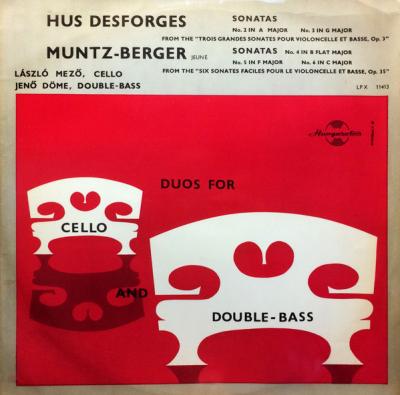 HUS DESFORGES SONATAS
No. 2 IN A MAJOR No. 3 IN G MAJOR
FROM THE "TROIS GRANDES SONATES POUR VIOLONCELLE ET BASSE, Op. 3"
MUNTZ-BERGER JEUNE SONATAS No. 4 IN B FLAT MAJOR
No. 5 IN F MAJOR No. 6 IN C MAJOR
FROM THE "SIX SONATES FACILES POUR LE VIOLONCELLE ET BASSE, Op. 35"
LÁSZLÓ MEZŐ, CELLO
JENŐ DÖME, DOUBLE-BASS
LPX 11413
Hungaroton
DUOS FOR
CELLO
AND
DOUBLE-BASS